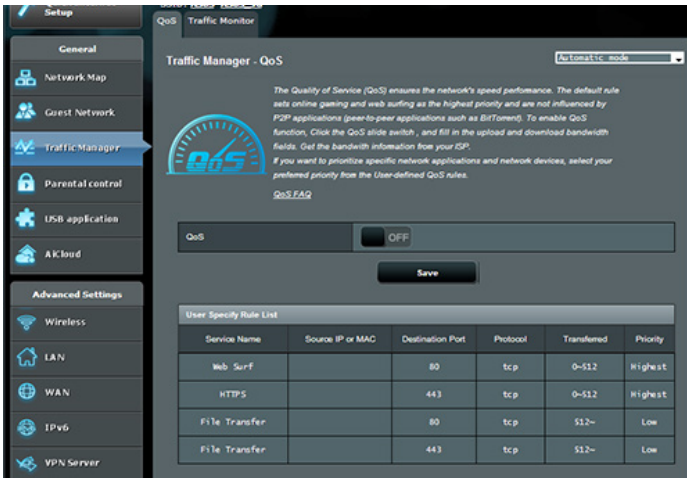 Setup
General
Network Map
Guest Network
Traffic Manager
Parental control
USB application
AiCloud
Advanced Settings
Wireless
LAN
WAN
IPv6
VPN Server
QoS Traffic Monitor
Traffic Manager - QoS
Automatic mode
The Quality of Service (QoS) ensures the network's speed performance. The default rule
sets online gaming and web surfing as the highest priority and are not influenced by
P2P applications (peer-to-peer applications such as BitTorrent). To enable QoS
function, Click the QoS slide switch , and fill in the upload and download bandwidth
fields. Get the bandwith information from your ISP.
If you want to prioritize specific network applications and network devices, select your
preferred priority from the User-defined QoS rules.
QoS
QoS FAQ
QoS OFF
Save
User Specify Rule List
Service Name Source IP or MAC Destination Port Protocol Transferred Priority
Web Surf 80 tcp 0~512 Highest
HTTPS 443 tcp 0~512 Highest
File Transfer 80 tcp 512~ Low
File Transfer 443 tcp 512~ Low